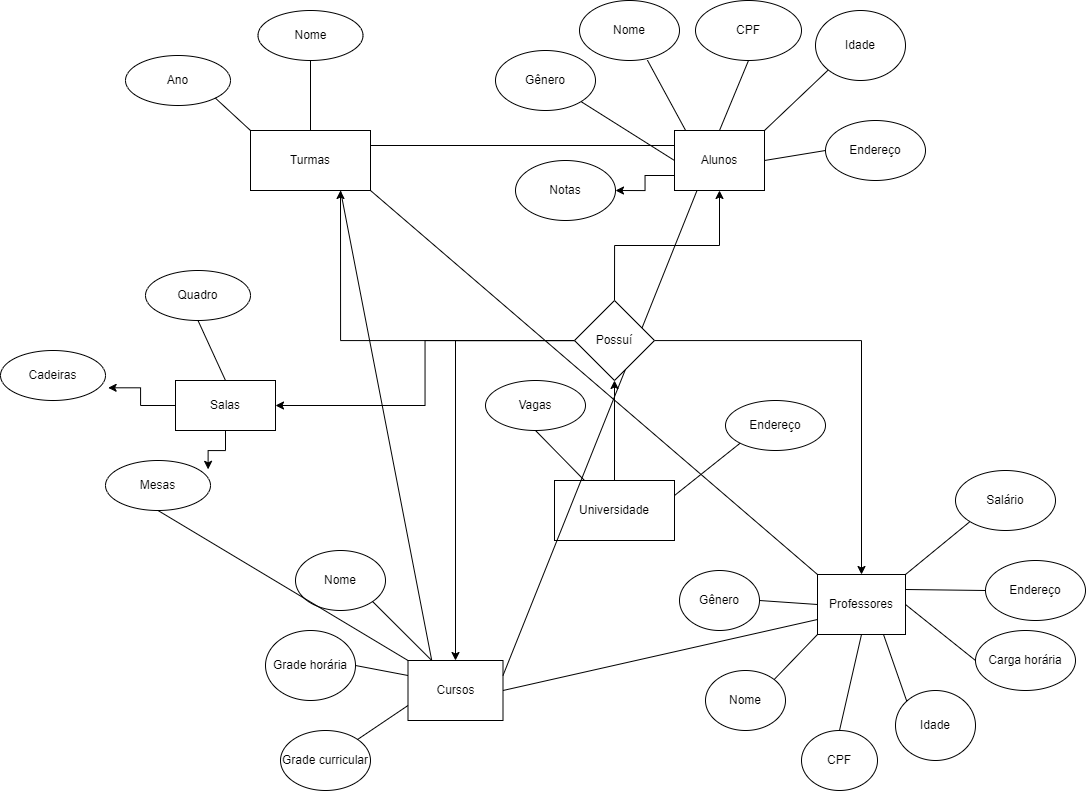 Nome
CPF
Nome
Idade
Ano
Gênero
Endereço
Turmas
Alunos
Notas
Quadro
Possuí
Cadeiras
Salas
Vagas
Endereço
Mesas
Universidade
Salário
Nome
Gênero
Professores
Endereço
Grade horária
Carga horária
Cursos
Nome
Idade
Grade curricular
CPF